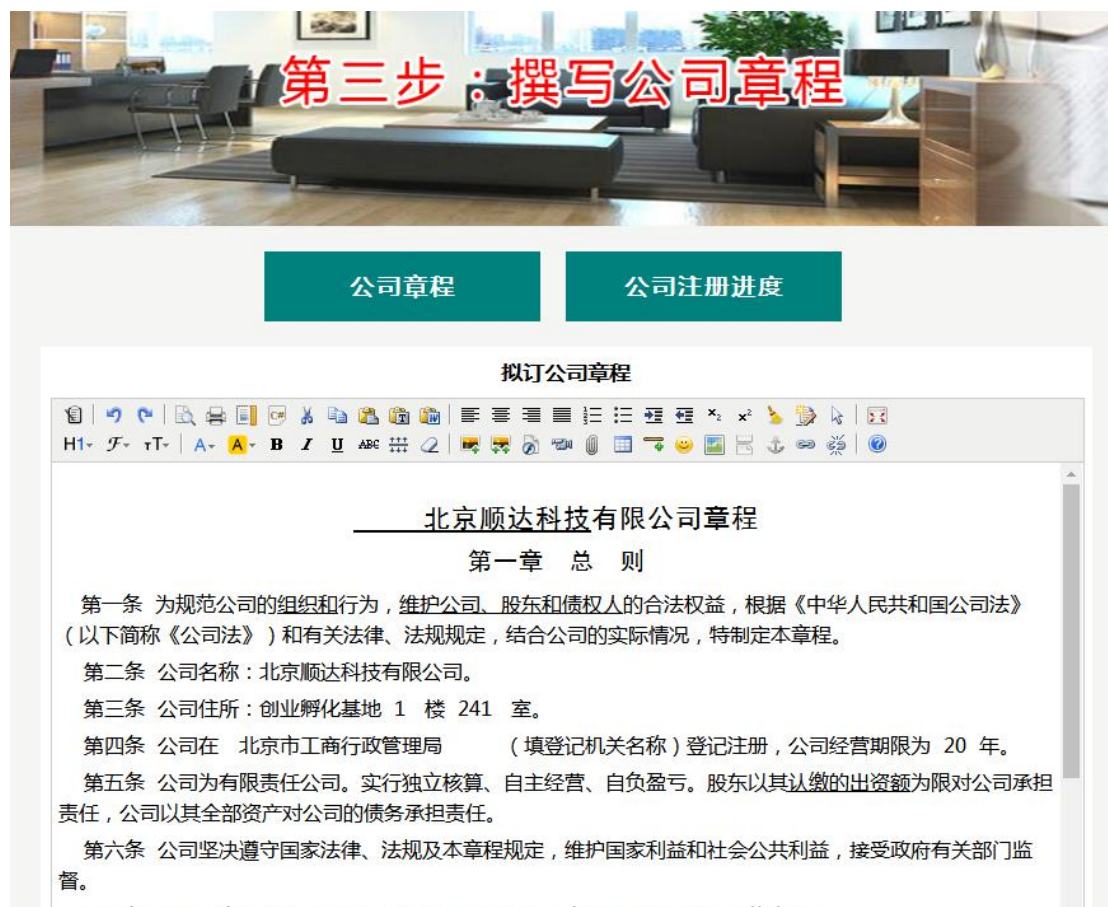 第三步：撰写公司章程
公司章程 公司注册进度
拟订公司章程
H1 F тT A A B I U ABC
北京顺达科技有限公司章程
第一章 总 则
第一条 为规范公司的组织和行为，维护公司、股东和债权人的合法权益，根据《中华人民共和国公司法》
（以下简称《公司法》）和有关法律、法规规定，结合公司的实际情况，特制定本章程。
第二条 公司名称：北京顺达科技有限公司。
第三条 公司住所：创业孵化基地 1 楼 241 室。
第四条 公司在 北京市工商行政管理局 （填登记机关名称）登记注册，公司经营期限为 20 年。
第五条 公司为有限责任公司。实行独立核算、自主经营、自负盈亏。股东以其认缴的出资额为限对公司承担
责任，公司以其全部资产对公司的债务承担责任。
第六条 公司坚决遵守国家法律、法规及本章程规定，维护国家利益和社会公共利益，接受政府有关部门监
督。